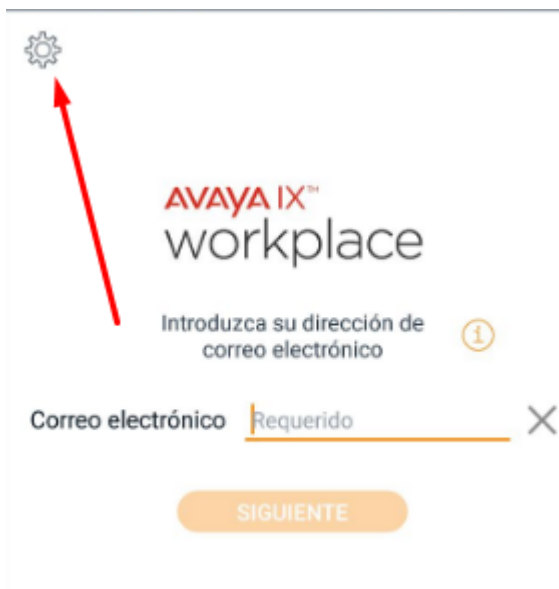 AVAYA IX™
workplace
Introduzca su dirección de
correo electrónico
Correo electrónico Requerido
SIGUIENTE